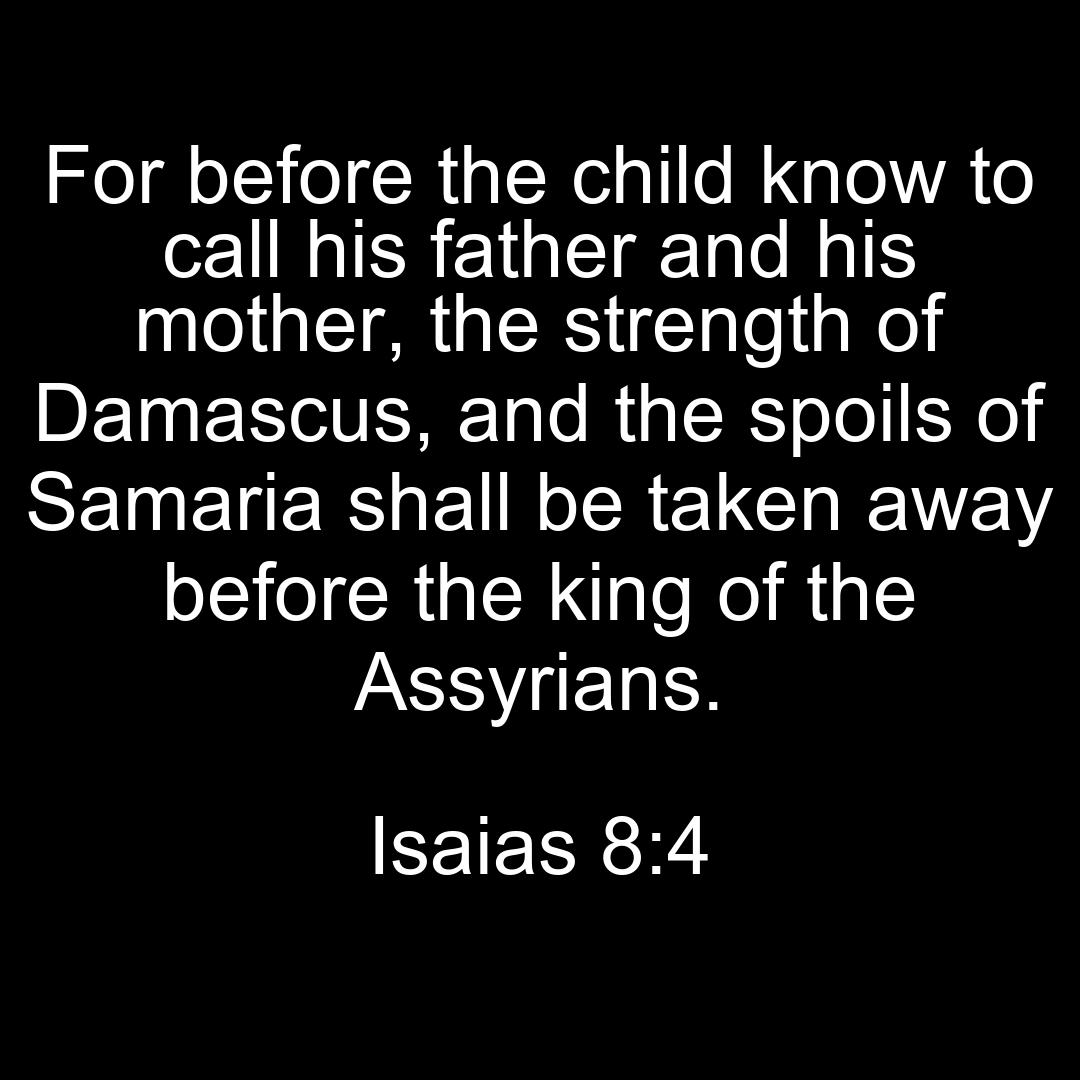 For before the child know to
call his father and his
mother, the strength of
Damascus, and the spoils of
Samaria shall be taken away
before the king of the
Assyrians.
Isaias 8:4